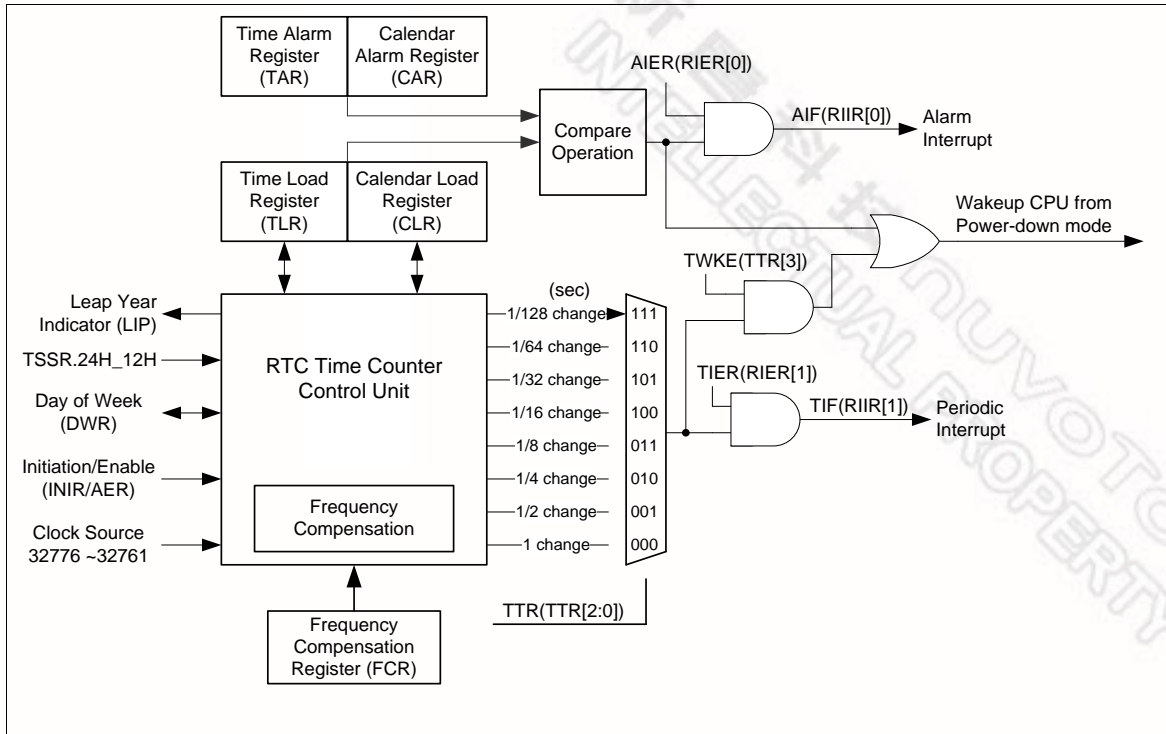 Time Alarm
Register
(TAR)
Calendar
Alarm Register
(CAR)
AIER(RIER[0])
Compare
Operation
AIF(RIIR[0])
Alarm
Interrupt
Time Load
Register
(TLR)
Calendar Load
Register
(CLR)
Wakeup CPU from
Power-down mode
TWKE(TTR[3])
Leap Year
Indicator (LIP)
TSSR.24H_12H
Day of Week
(DWR)
Initiation/Enable
(INIR/AER)
Clock Source
32776 ~32761
RTC Time Counter
Control Unit
Frequency
Compensation
(sec)
1/128 change
111
1/64 change
110
1/32 change
101
1/16 change
100
1/8 change
011
1/4 change
010
1/2 change
001
1 change
000
TIER(RIER[1])
TIF(RIIR[1])
Periodic
Interrupt
TTR(TTR[2:0])
Frequency
Compensation
Register (FCR)
nuvoTo
INTELLECTUAL PROPERTY